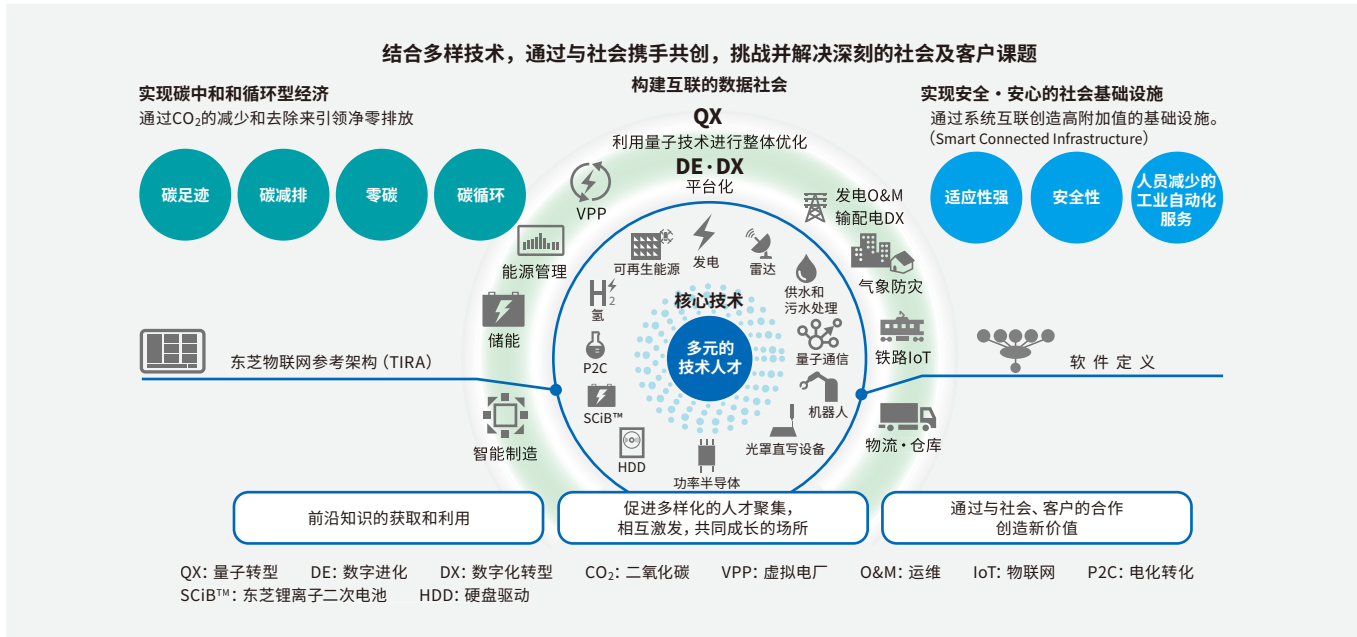 结合多样技术，通过与社会携手共创，挑战并解决深刻的社会及客户课题
实现碳中和和循环型经济
通过CO₂的减少和去除来引领净零排放
碳足迹
碳减排
零碳
碳循环
构建互联的数据社会
QX
利用量子技术进行整体优化
DE·DX
平台化
实现安全·安心的社会基础设施
通过系统互联创造高附加值的基础设施。
（Smart Connected Infrastructure）
适应性强
安全性
人员减少的
工业自动化
服务
VPP
能源管理
储能
智能制造
发电O&M
输配电DX
气象防灾
铁路IoT
物流·仓库
可再生能源
发电
雷达
供水和
污水处理
H2
氢
量子通信
P2C
机器人
SCiB™
光罩直写设备
HDD
功率半导体
核心技术
多元的
技术人才
东芝物联网参考架构（TIRA）
软件定义
前沿知识的获取和利用
促进多样化的人才聚集，
相互激发，共同成长的场所
通过与社会、客户的合作
创造新价值
QX：量子转型 DE：数字进化 DX：数字化转型 CO₂：二氧化碳 VPP：虚拟电厂 O&M：运维 IoT：物联网 P2C：电化转化
SCiB™：东芝锂离子二次电池 HDD：硬盘驱动